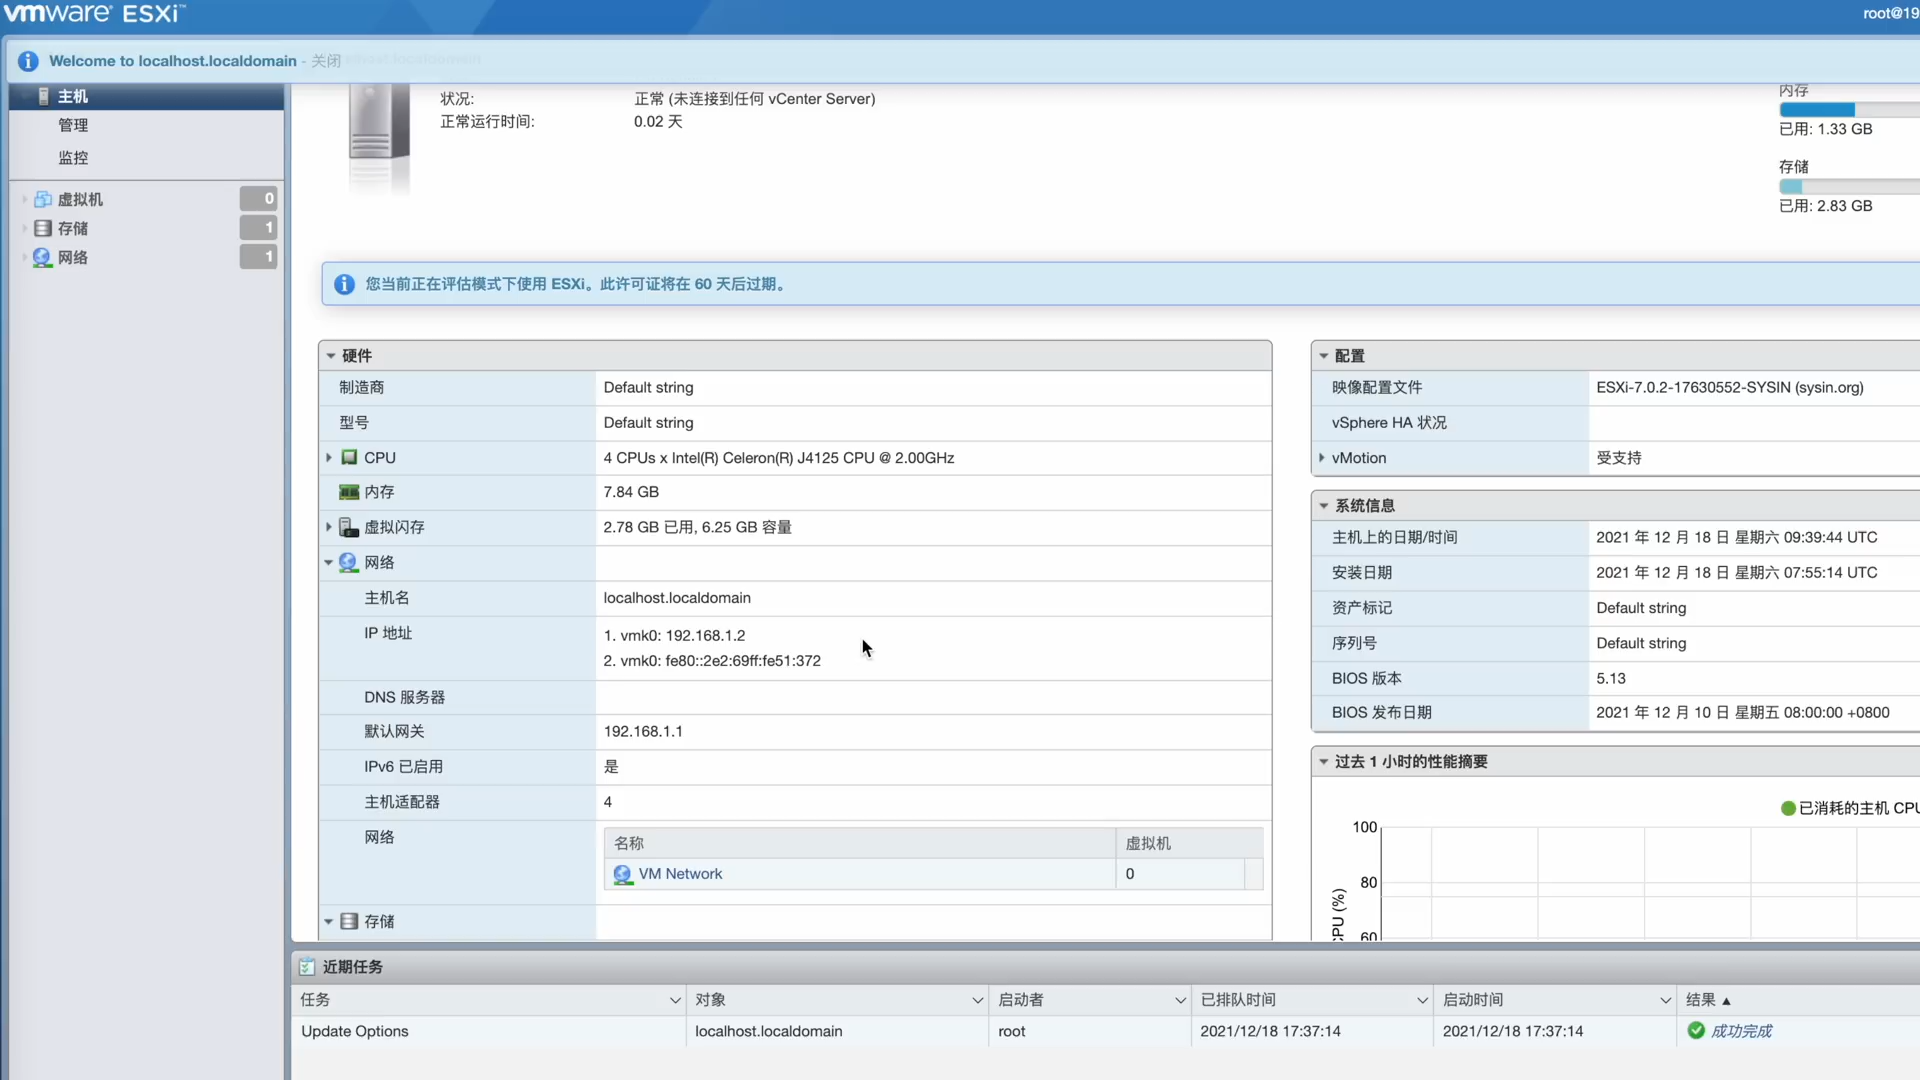 vmware ESXi™
root@19
Welcome to localhost.localdomain - 关闭
主机
管理
监控
虚拟机 0
存储 1
网络 1
状况: 正常 (未连接到任何 vCenter Server)
正常运行时间: 0.02 天
内存
已用: 1.33 GB
存储
已用: 2.83 GB
您当前正在评估模式下使用 ESXi。此许可证将在 60 天后过期。
硬件
制造商 Default string
型号 Default string
CPU 4 CPUs x Intel(R) Celeron(R) J4125 CPU @ 2.00GHz
内存 7.84 GB
虚拟闪存 2.78 GB 已用, 6.25 GB 容量
网络
主机名 localhost.localdomain
IP 地址 1. vmk0: 192.168.1.2
2. vmk0: fe80::2e2:69ff:fe51:372
DNS 服务器
默认网关 192.168.1.1
IPv6 已启用 是
主机适配器 4
网络 名称 虚拟机
VM Network 0
存储
配置
映像配置文件 ESXi-7.0.2-17630552-SYSIN (sysin.org)
vSphere HA 状况
vMotion 受支持
系统信息
主机上的日期/时间 2021 年 12 月 18 日 星期六 09:39:44 UTC
安装日期 2021 年 12 月 18 日 星期六 07:55:14 UTC
资产标记 Default string
序列号 Default string
BIOS 版本 5.13
BIOS 发布日期 2021 年 12 月 10 日 星期五 08:00:00 +0800
过去 1 小时的性能摘要
已消耗的主机 CPU
100
80
60
CPU (%)
近期任务
任务 对象 启动者 已排队时间 启动时间 结果 ▲
Update Options localhost.localdomain root 2021/12/18 17:37:14 2021/12/18 17:37:14 成功完成